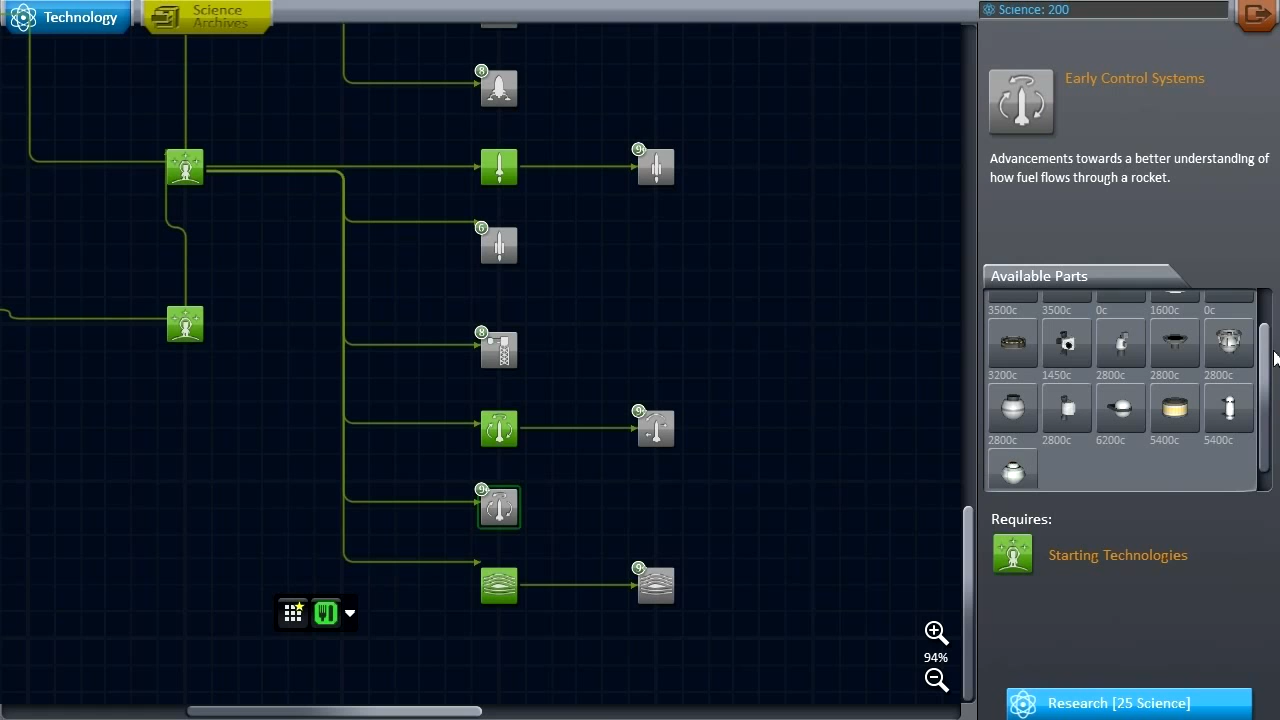 Technology
Science
Archives
Science: 200
Early Control Systems
Advancements towards a better understanding of
how fuel flows through a rocket.
Available Parts
3500c 3500c 0c 1600c 0c
3200c 1450c 2800c 2800c 2800c
2800c 2800c 6200c 5400c 5400c
8
9
6
8
9
9
9
Requires:
Starting Technologies
94%
Research [25 Science]